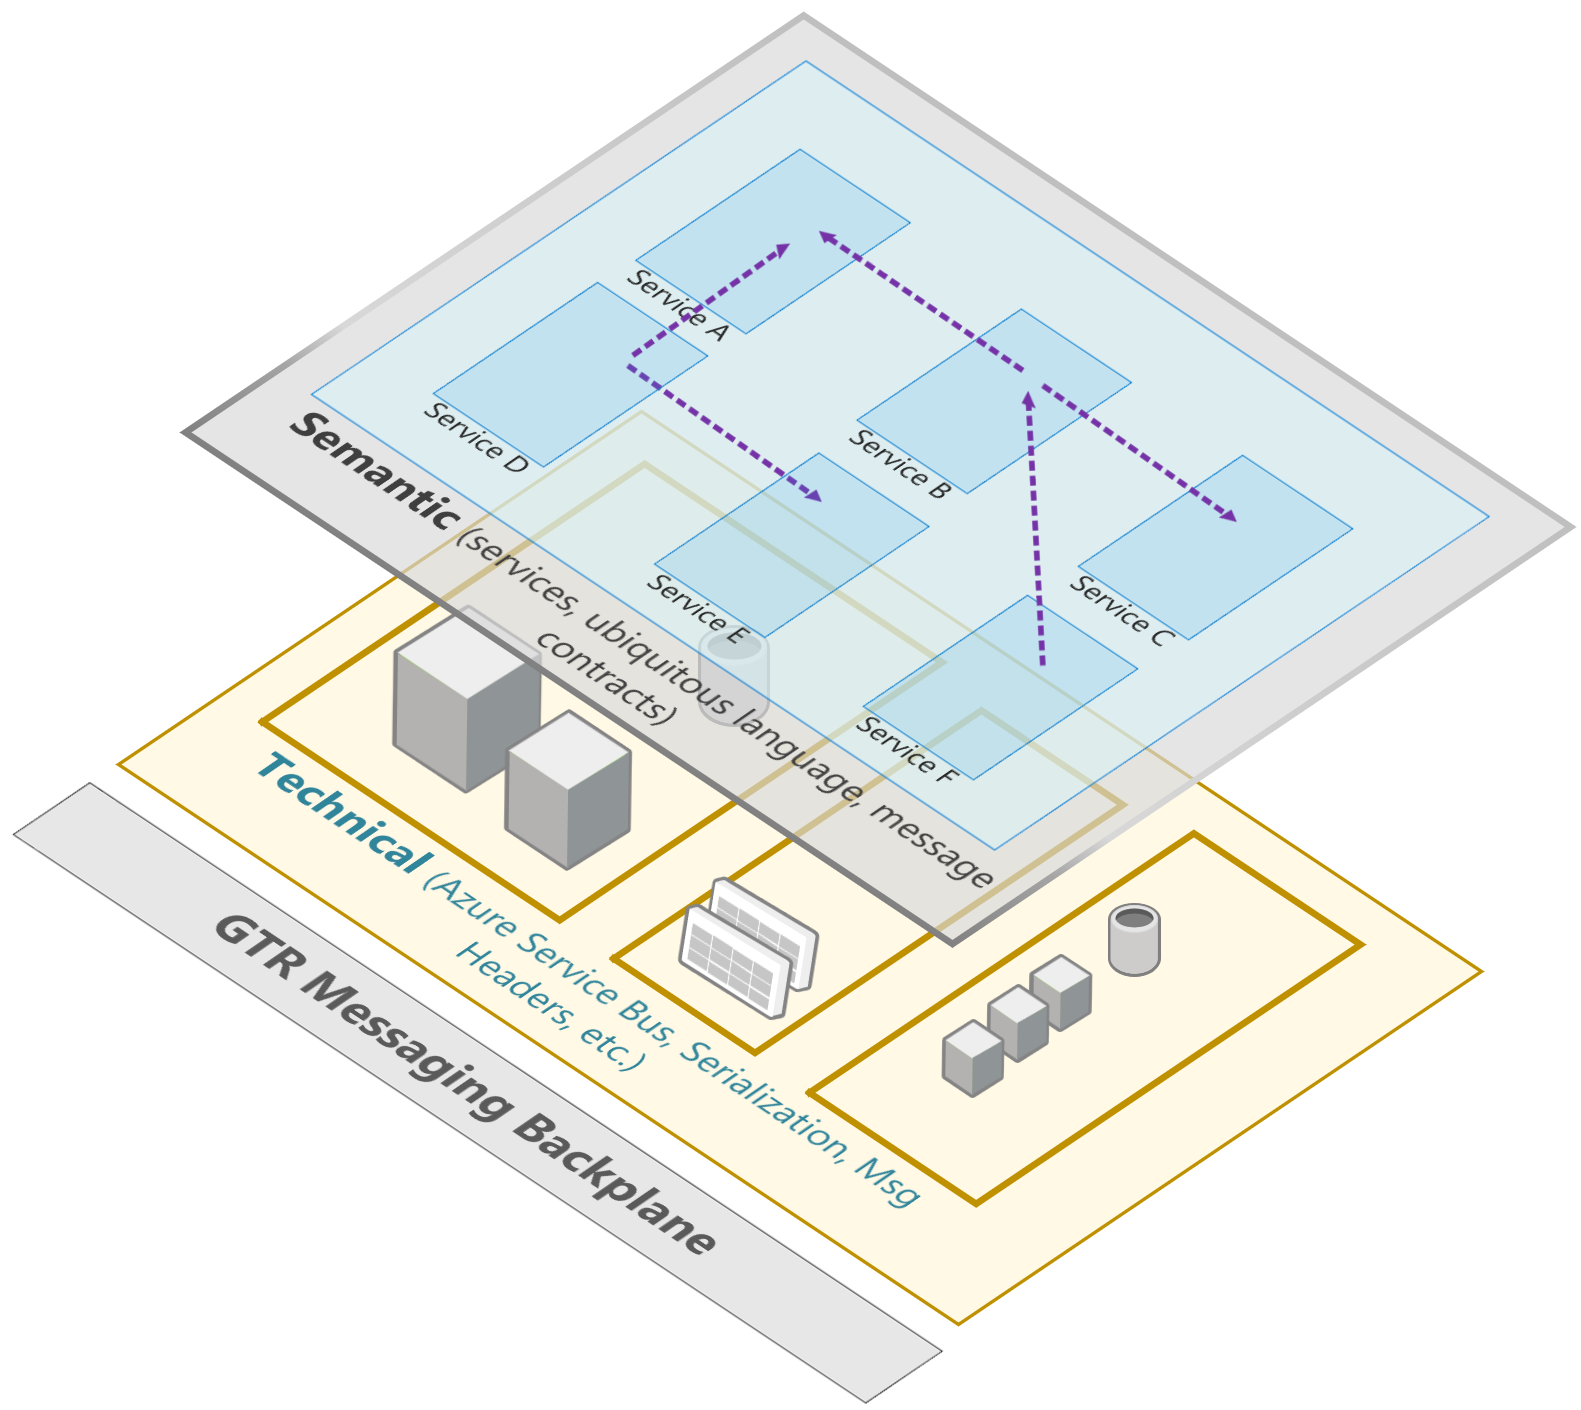 Service A
Service D
Service B
Service E
Service C
Service F
Semantic (services, ubiquitous language, message
contracts)
Technical (Azure Service Bus, Serialization, Msg
Headers, etc.)
GTR Messaging Backplane